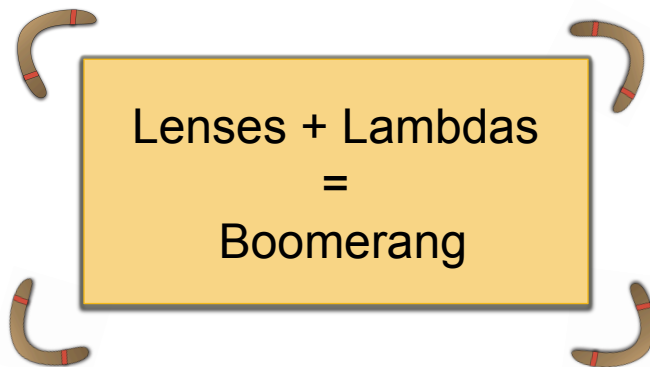 Lenses + Lambdas
=
Boomerang